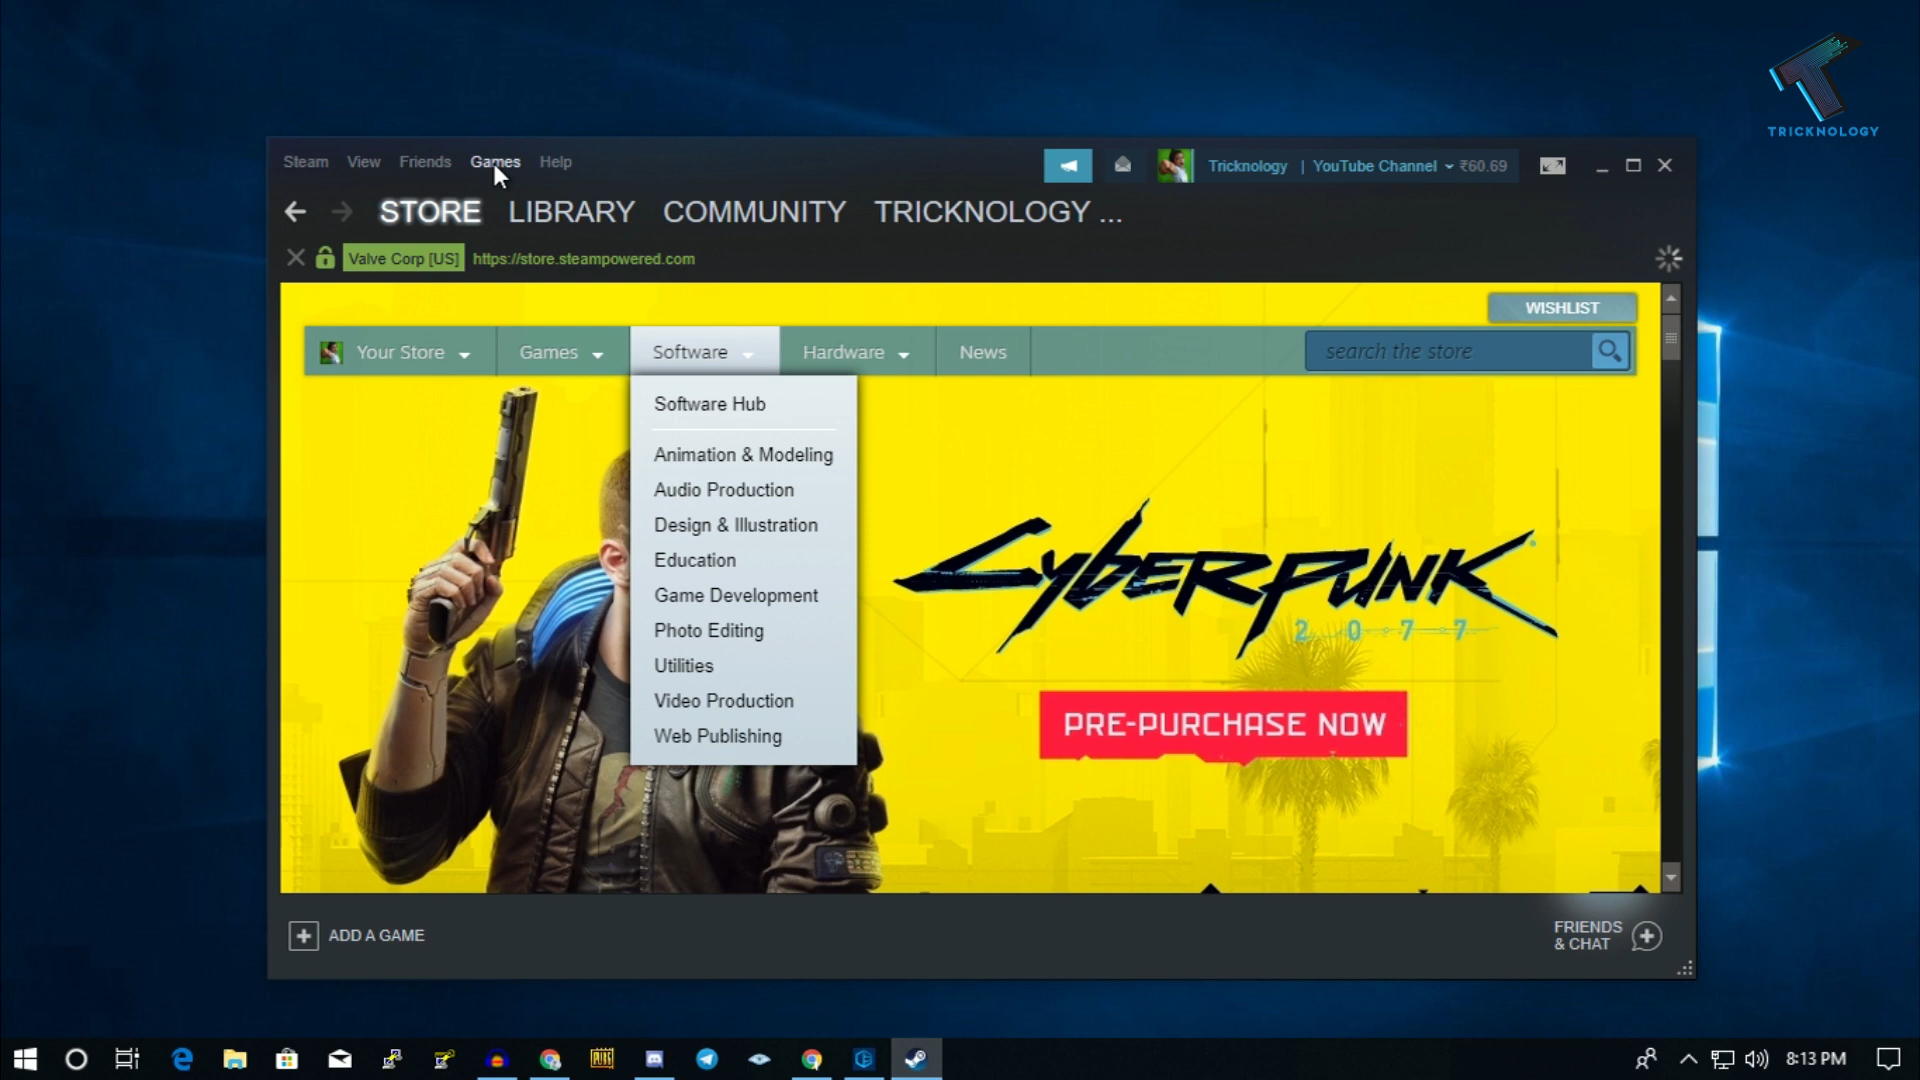 TRICKNOLOGY
Steam View Friends Games Help
Tricknology | YouTube Channel ₹60.69
STORE LIBRARY COMMUNITY TRICKNOLOGY ...
Valve Corp [US] https://store.steampowered.com
WISHLIST
Your Store Games Software Hardware News search the store
Software Hub
Animation & Modeling
Audio Production
Design & Illustration
Education
Game Development
Photo Editing
Utilities
Video Production
Web Publishing
Cyberpunk
2077
PRE-PURCHASE NOW
ADD A GAME
FRIENDS
& CHAT
PUBG
8:13 PM